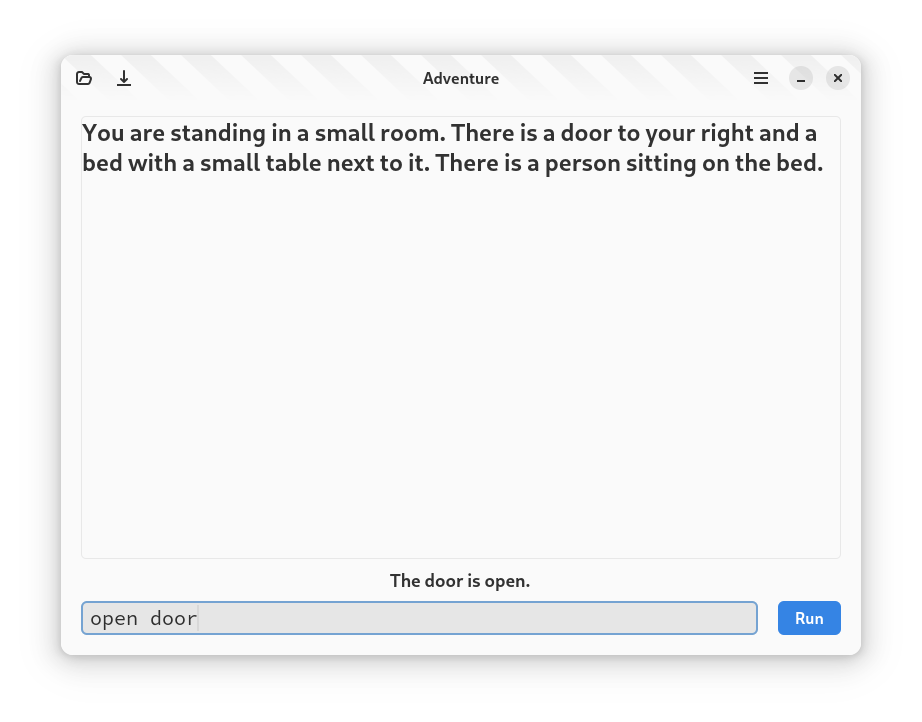 Adventure
You are standing in a small room. There is a door to your right and a
bed with a small table next to it. There is a person sitting on the bed.
The door is open.
open door
Run